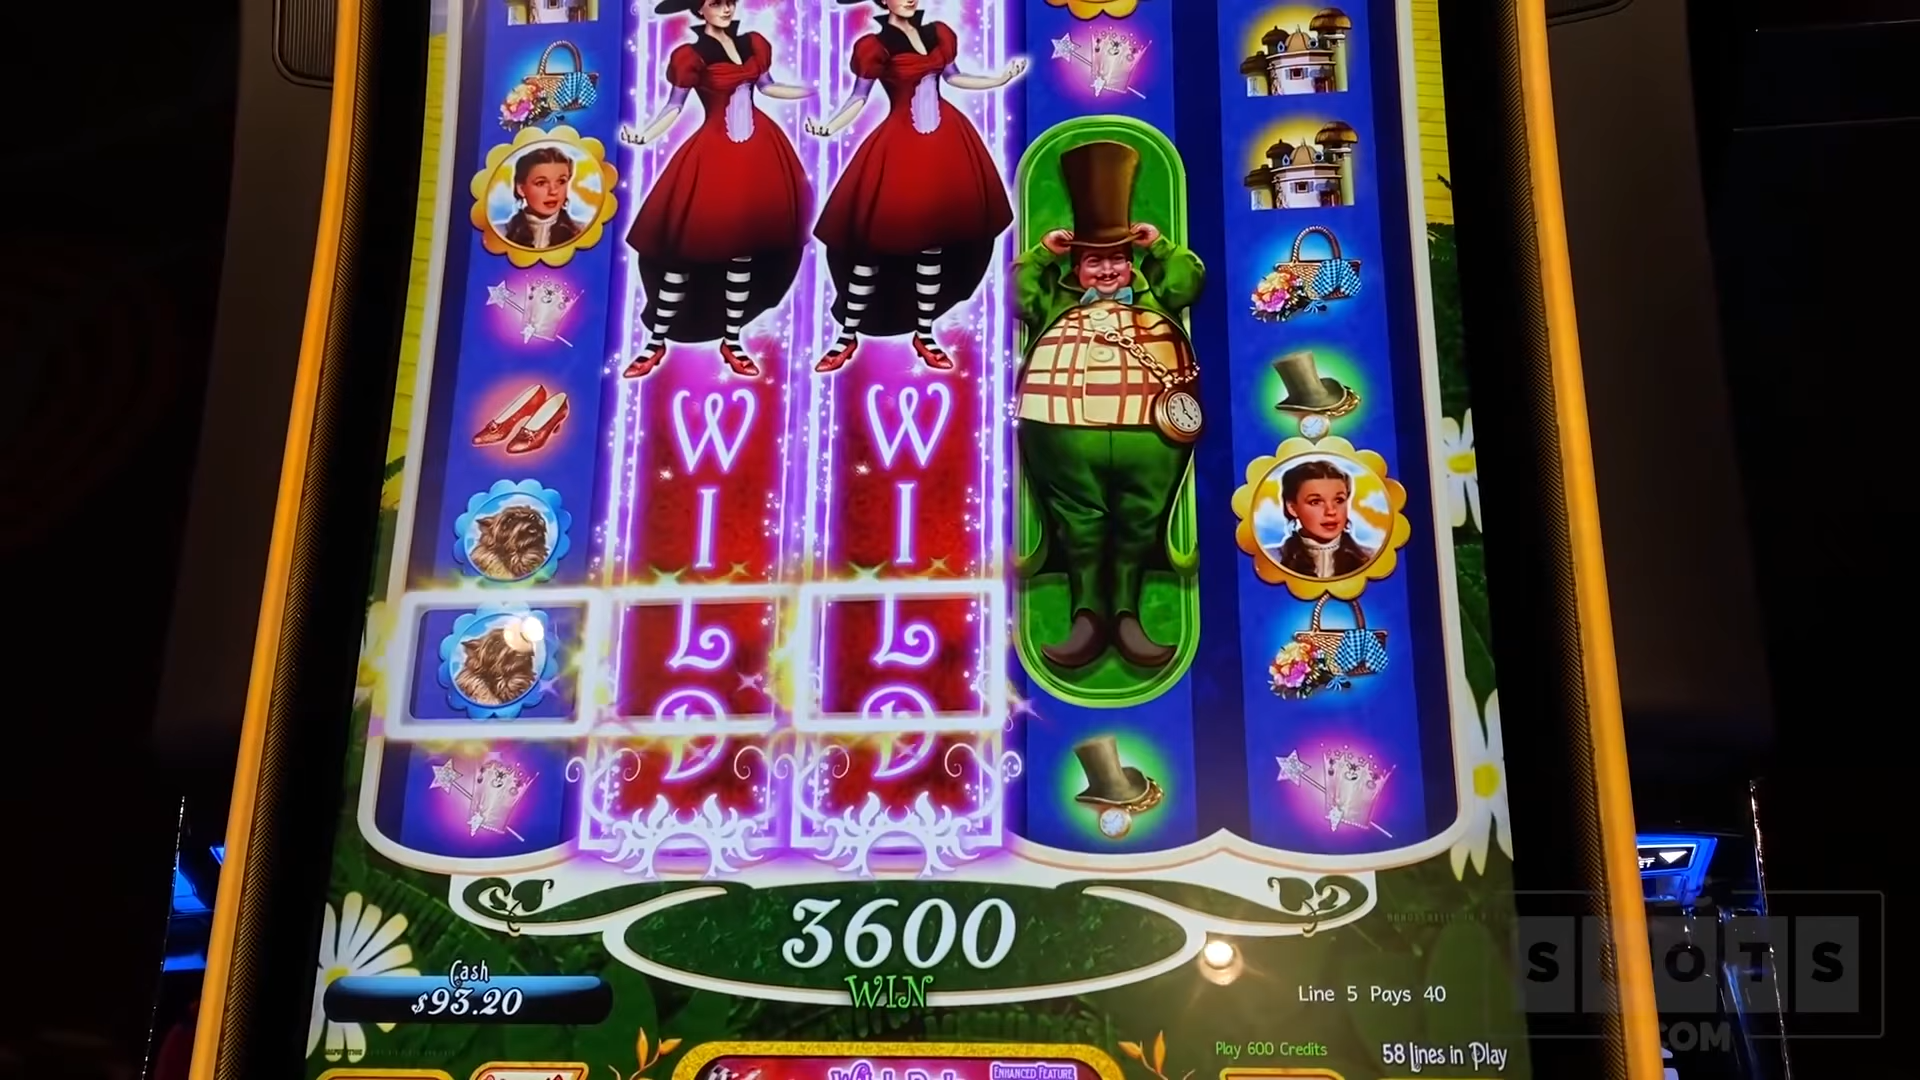 WILD
WILD
3600
WIN
Cash
$93.20
Line 5 Pays 40
Play 600 Credits
58 Lines in Play
ENHANCED FEATURE
SLOTS
.COM